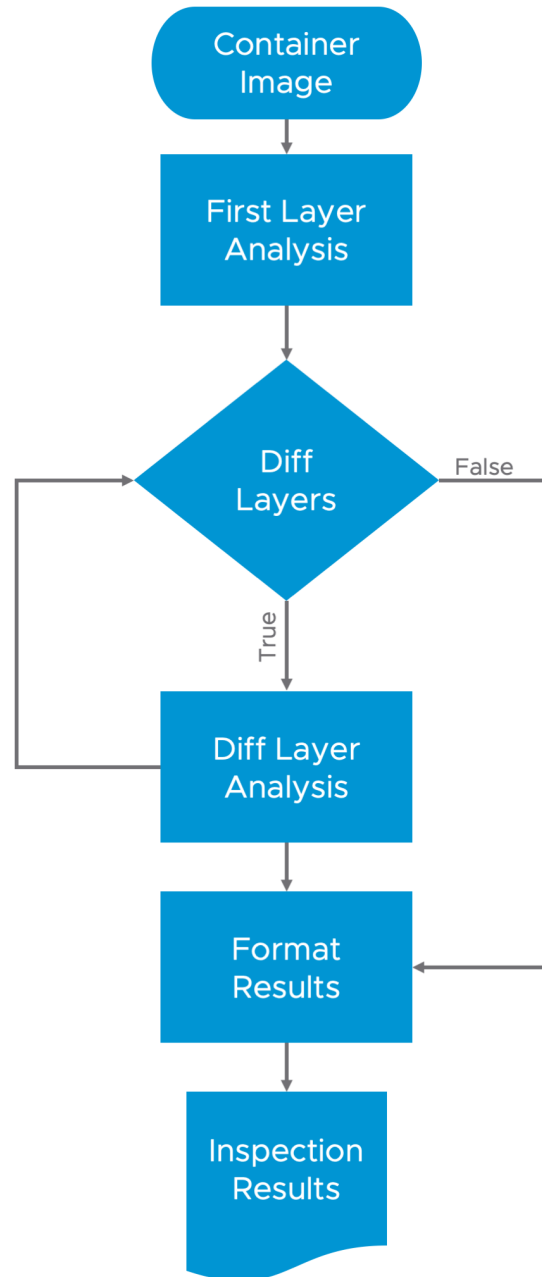 Container
Image
First Layer
Analysis
Diff
Layers
False
True
Diff Layer
Analysis
Format
Results
Inspection
Results